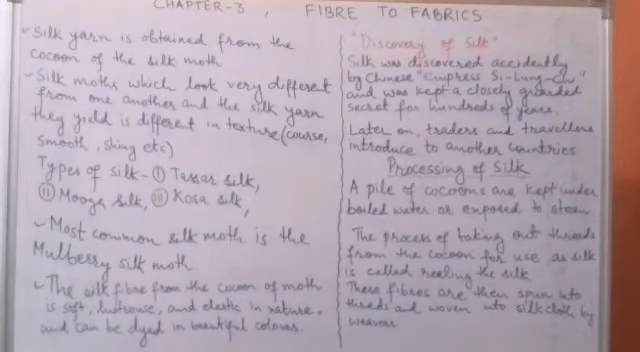 CHAPTER-3, FIBRE TO FABRICS
Silk yarn is obtained from the
cocoon of the silk moth
Silk moths which look very different
from one another and the silk yarn
they yield is different in texture (course,
smooth, shiny etc)
Types of silk - ① Tassar silk,
② Mooga silk, ③ Kosa silk,
Most common silk moth is the
Mulberry silk moth.
The silk fibre from the cocoon of moth
is soft, lustrouse, and elastic in nature,
and can be dyed in beautiful colours.
"Discovery of Silk"
Silk was discovered accidently
by Chinese "empress Si-lung-Chi"
and was kept a closely guarded
secret for hundreds of years
Later on, traders and travellers
introduce to another countries
Processing of Silk
A pile of cocoons are kept under
boiled water or exposed to steam
The process of taking out threads
from the cocoon for use as silk
is called reeling the silk
These fibres are then spun into
threds and woven into silk cloth by
weavers